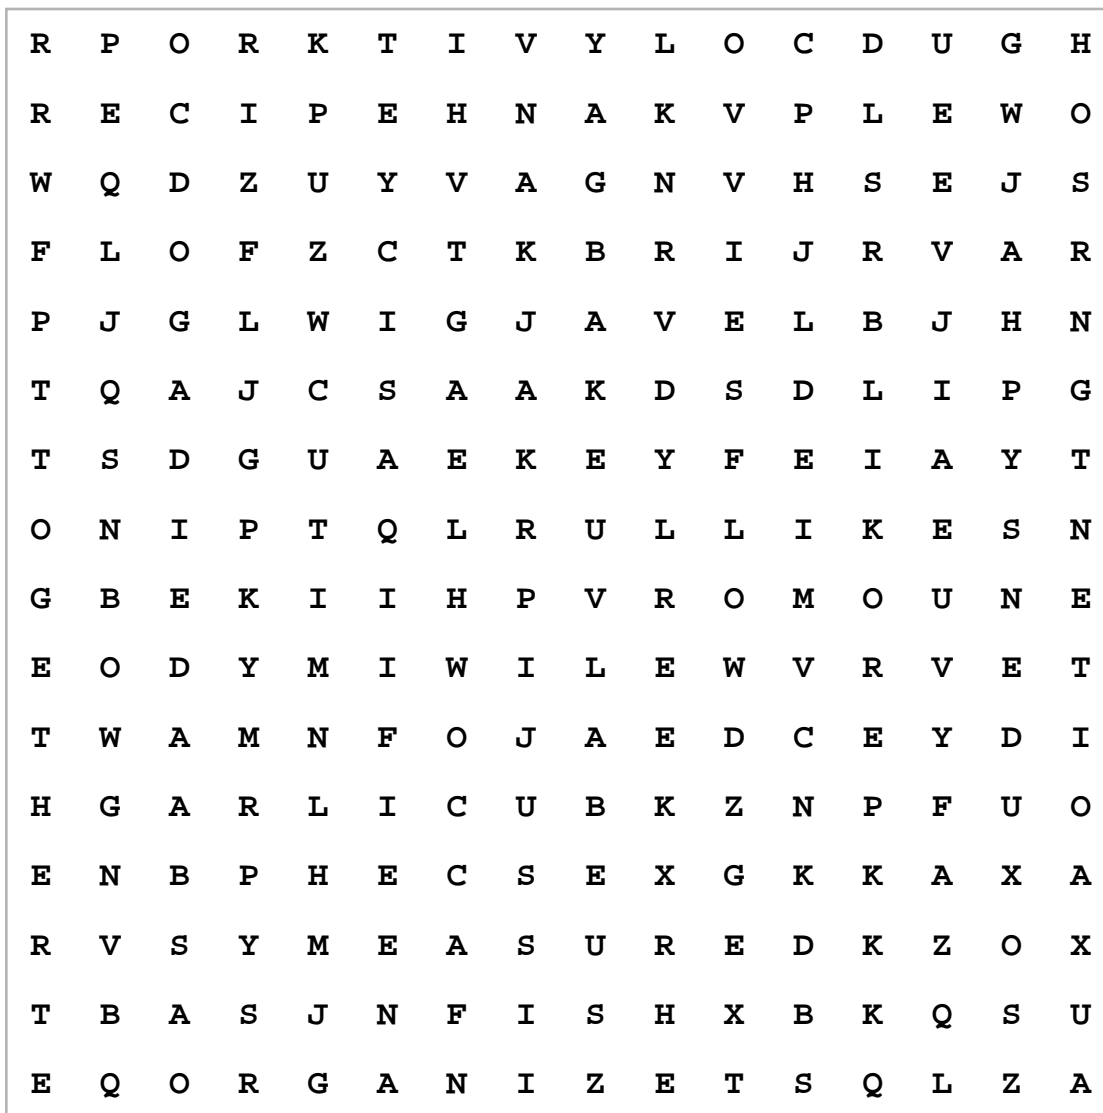 R P O R K T I V Y L O C D U G H
R E C I P E H N A K V P L E W O
W Q D Z U Y V A G N V H S E J S
F L O F Z C T K B R I J R V A R
P J G L W I G J A V E L B J H N
T Q A J C S A A K D S D L I P G
T S D G U A E K E Y F E I A Y T
O N I P T Q L R U L L I K E S N
G B E K I I H P V R O M O U N E
E O D Y M I W I L E W V R V E T
T W A M N F O J A E D C E Y D I
H G A R L I C U B K Z N P F U O
E N B P H E C S E X G K K A X A
R V S Y M E A S U R E D K Z O X
T B A S J N F I S H X B K Q S U
E Q O R G A N I Z E T S Q L Z A